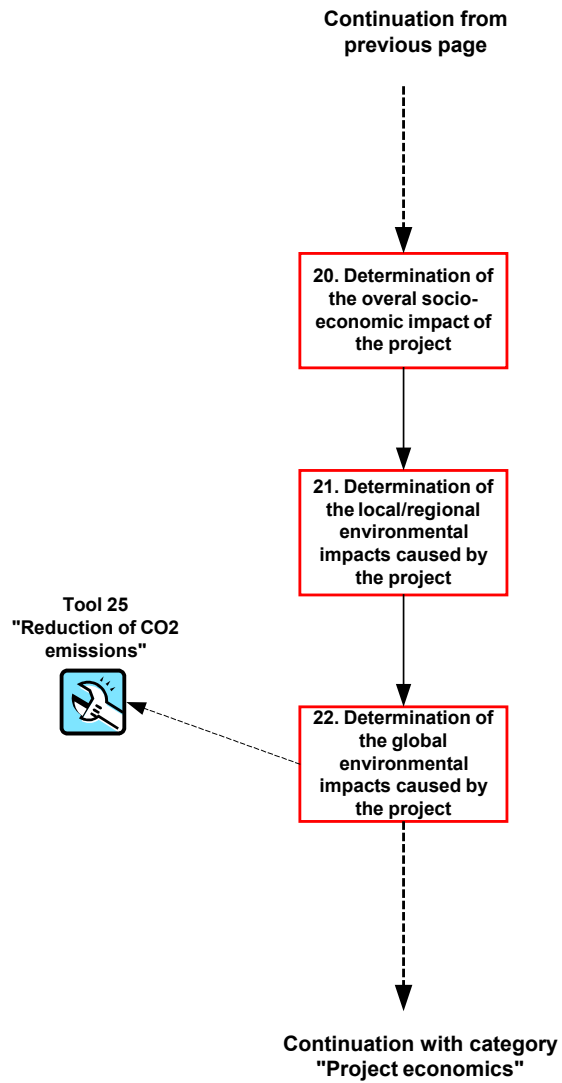 Continuation from
previous page
20. Determination of
the overal socio-
economic impact of
the project
21. Determination of
the local/regional
environmental
impacts caused by
the project
Tool 25
"Reduction of CO2
emissions"
22. Determination of
the global
environmental
impacts caused by
the project
Continuation with category
"Project economics"